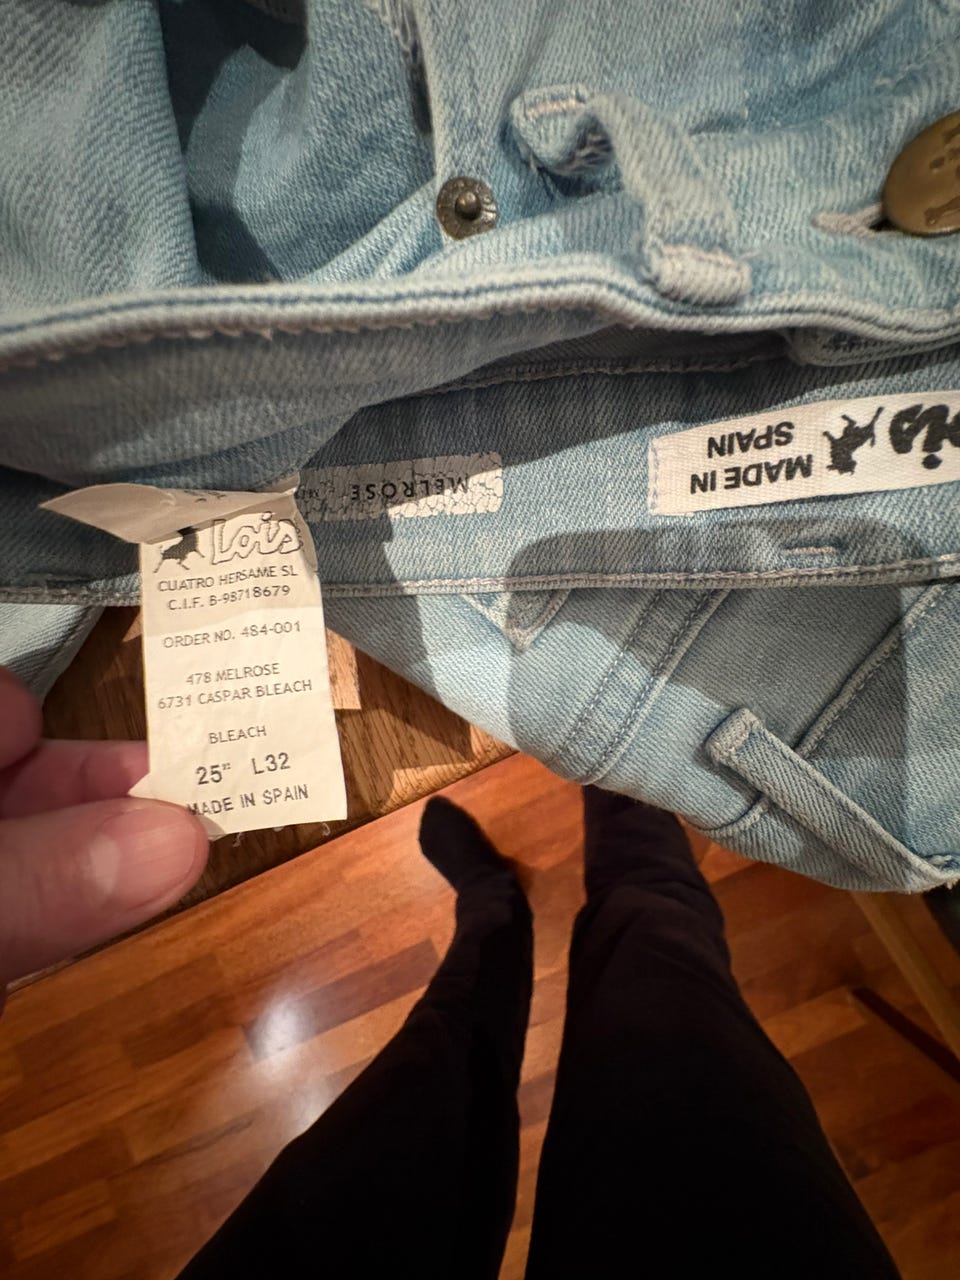 Lois
CUATRO HERSAME SL
C.I.F. B-98718679
ORDER NO. 484-001
478 MELROSE
6731 CASPAR BLEACH
BLEACH
25" L32
MADE IN SPAIN
MELROSE
Lois
MADE IN
SPAIN